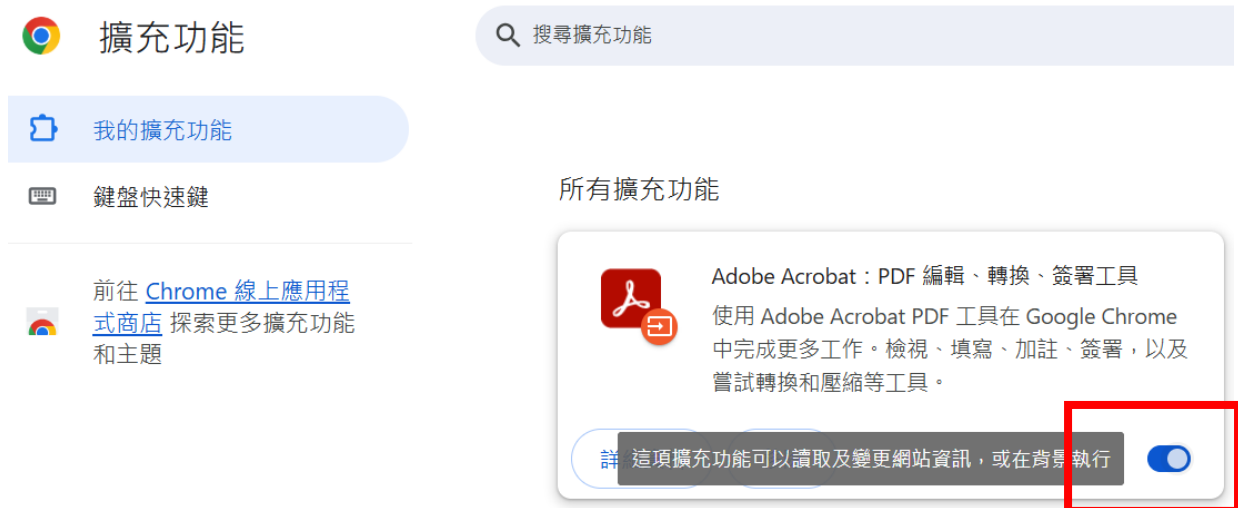 擴充功能
搜尋擴充功能
我的擴充功能
鍵盤快速鍵
前往 Chrome 線上應用程
式商店 探索更多擴充功能
和主題
所有擴充功能
Adobe Acrobat：PDF 編輯、轉換、簽署工具
使用 Adobe Acrobat PDF 工具在 Google Chrome
中完成更多工作。檢視、填寫、加註、簽署，以及
嘗試轉換和壓縮等工具。
詳
這項擴充功能可以讀取及變更網站資訊，或在背景執行